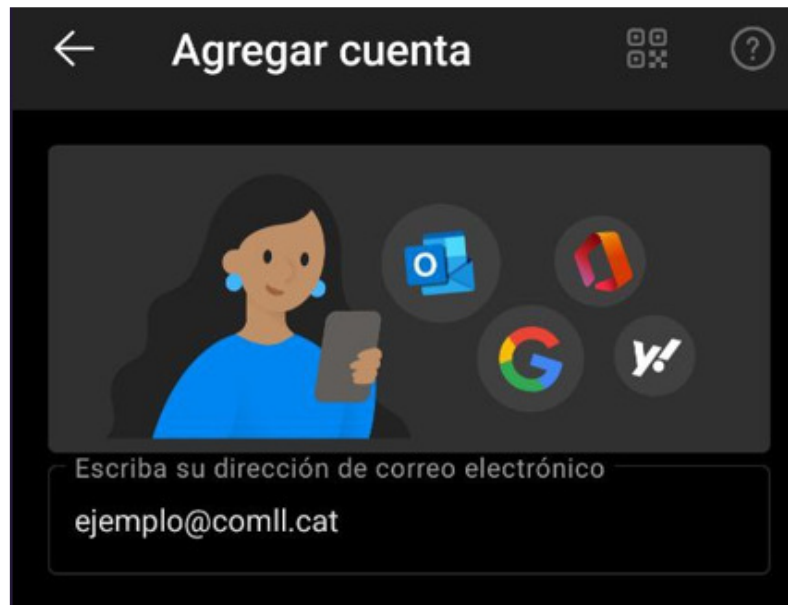 Agregar cuenta
Escriba su dirección de correo electrónico
ejemplo@comll.cat